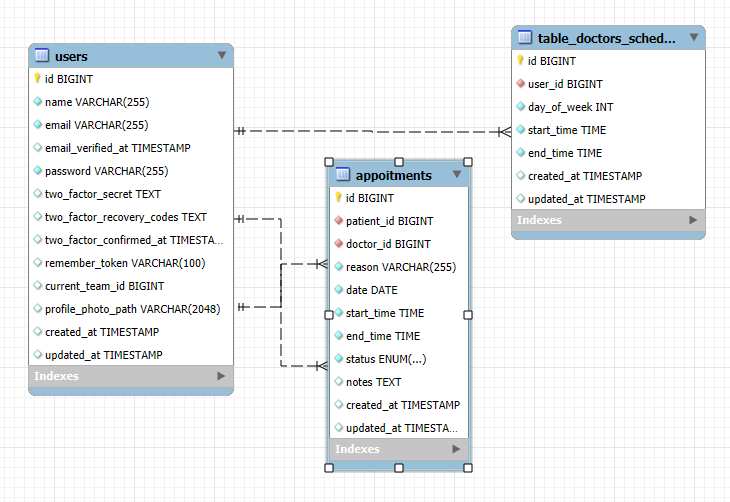 users
id BIGINT
name VARCHAR(255)
email VARCHAR(255)
email_verified_at TIMESTAMP
password VARCHAR(255)
two_factor_secret TEXT
two_factor_recovery_codes TEXT
two_factor_confirmed_at TIMESTA...
remember_token VARCHAR(100)
current_team_id BIGINT
profile_photo_path VARCHAR(2048)
created_at TIMESTAMP
updated_at TIMESTAMP
Indexes
appoitments
id BIGINT
patient_id BIGINT
doctor_id BIGINT
reason VARCHAR(255)
date DATE
start_time TIME
end_time TIME
status ENUM(...)
notes TEXT
created_at TIMESTAMP
updated_at TIMESTA...
Indexes
table_doctors_sched...
id BIGINT
user_id BIGINT
day_of_week INT
start_time TIME
end_time TIME
created_at TIMESTAMP
updated_at TIMESTAMP
Indexes